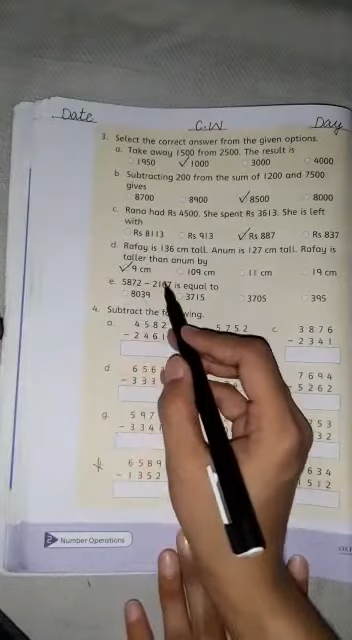 Date C.W Day
3. Select the correct answer from the given options.
a. Take away 1500 from 2500. The result is
1950 ✓1000 3000 4000
b. Subtracting 200 from the sum of 1200 and 7500
gives
8700 8900 ✓8500 8000
c. Rana had Rs 4500. She spent Rs 3613. She is left
with
Rs 8113 Rs 913 ✓Rs 887 Rs 837
d. Rafay is 136 cm tall. Anum is 127 cm tall. Rafay is
taller than anum by
✓9 cm 109 cm 11 cm 19 cm
e. 5872 – 2167 is equal to
8039 3715 3705 395
4. Subtract the
a. 4 5 8 2 5 7 5 2 c. 3 8 7 6
– 2 4 6 1 – 2 3 4 1
d. 6 5 6 7 6 9 4
– 3 3 3 5 2 6 2
g. 5 9 7 2 5 3
– 3 3 4 3 2
6 5 8 9 6 3 4
– 1 3 5 2 5 1 2
2 Number Operations